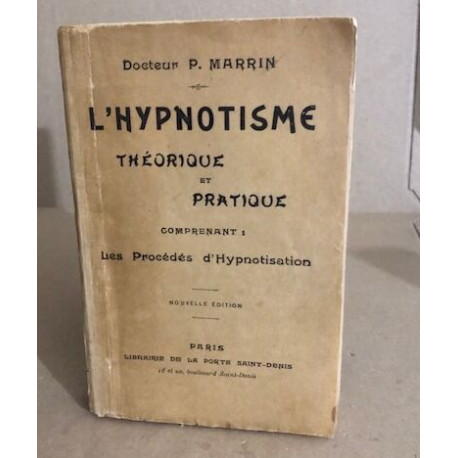 Docteur P. MARRIN
L'HYPNOTISME
THÉORIQUE
ET
PRATIQUE
COMPRENANT :
Les Procédés d'Hypnotisation
NOUVELLE ÉDITION
PARIS
LIBRAIRIE DE LA PORTE SAINT-DENIS
boulevard Saint-Denis